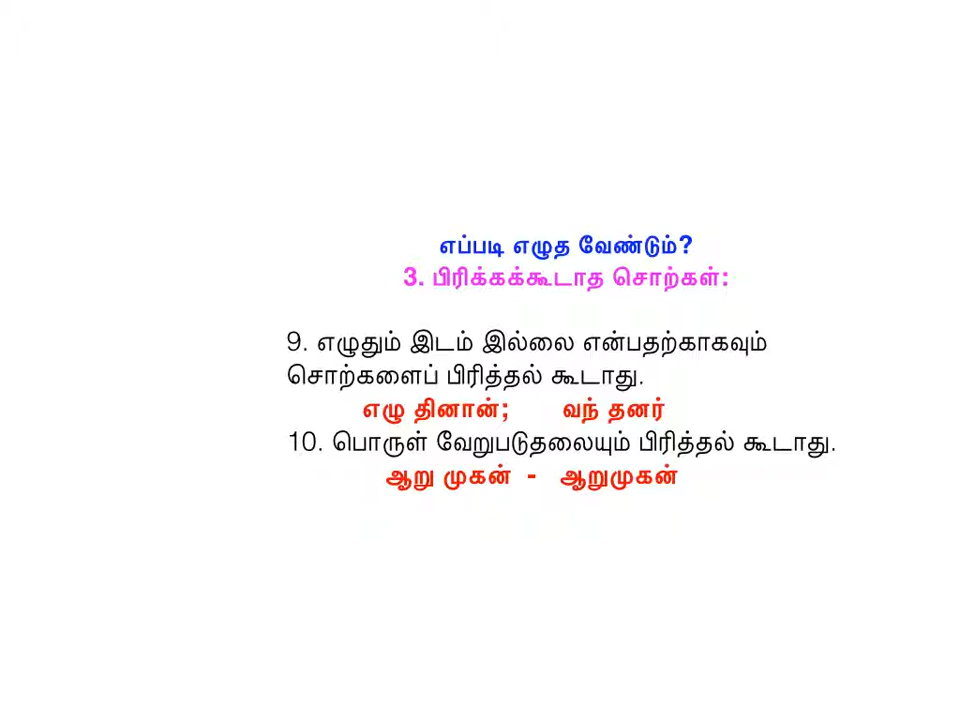 எப்படி எழுத வேண்டும்?
3. பிரிக்கக்கூடாத சொற்கள்:
9. எழுதும் இடம் இல்லை என்பதற்காகவும்
சொற்களைப் பிரித்தல் கூடாது.
எழு தினான்; வந் தனர்
10. பொருள் வேறுபடுதலையும் பிரித்தல் கூடாது.
ஆறு முகன் - ஆறுமுகன்